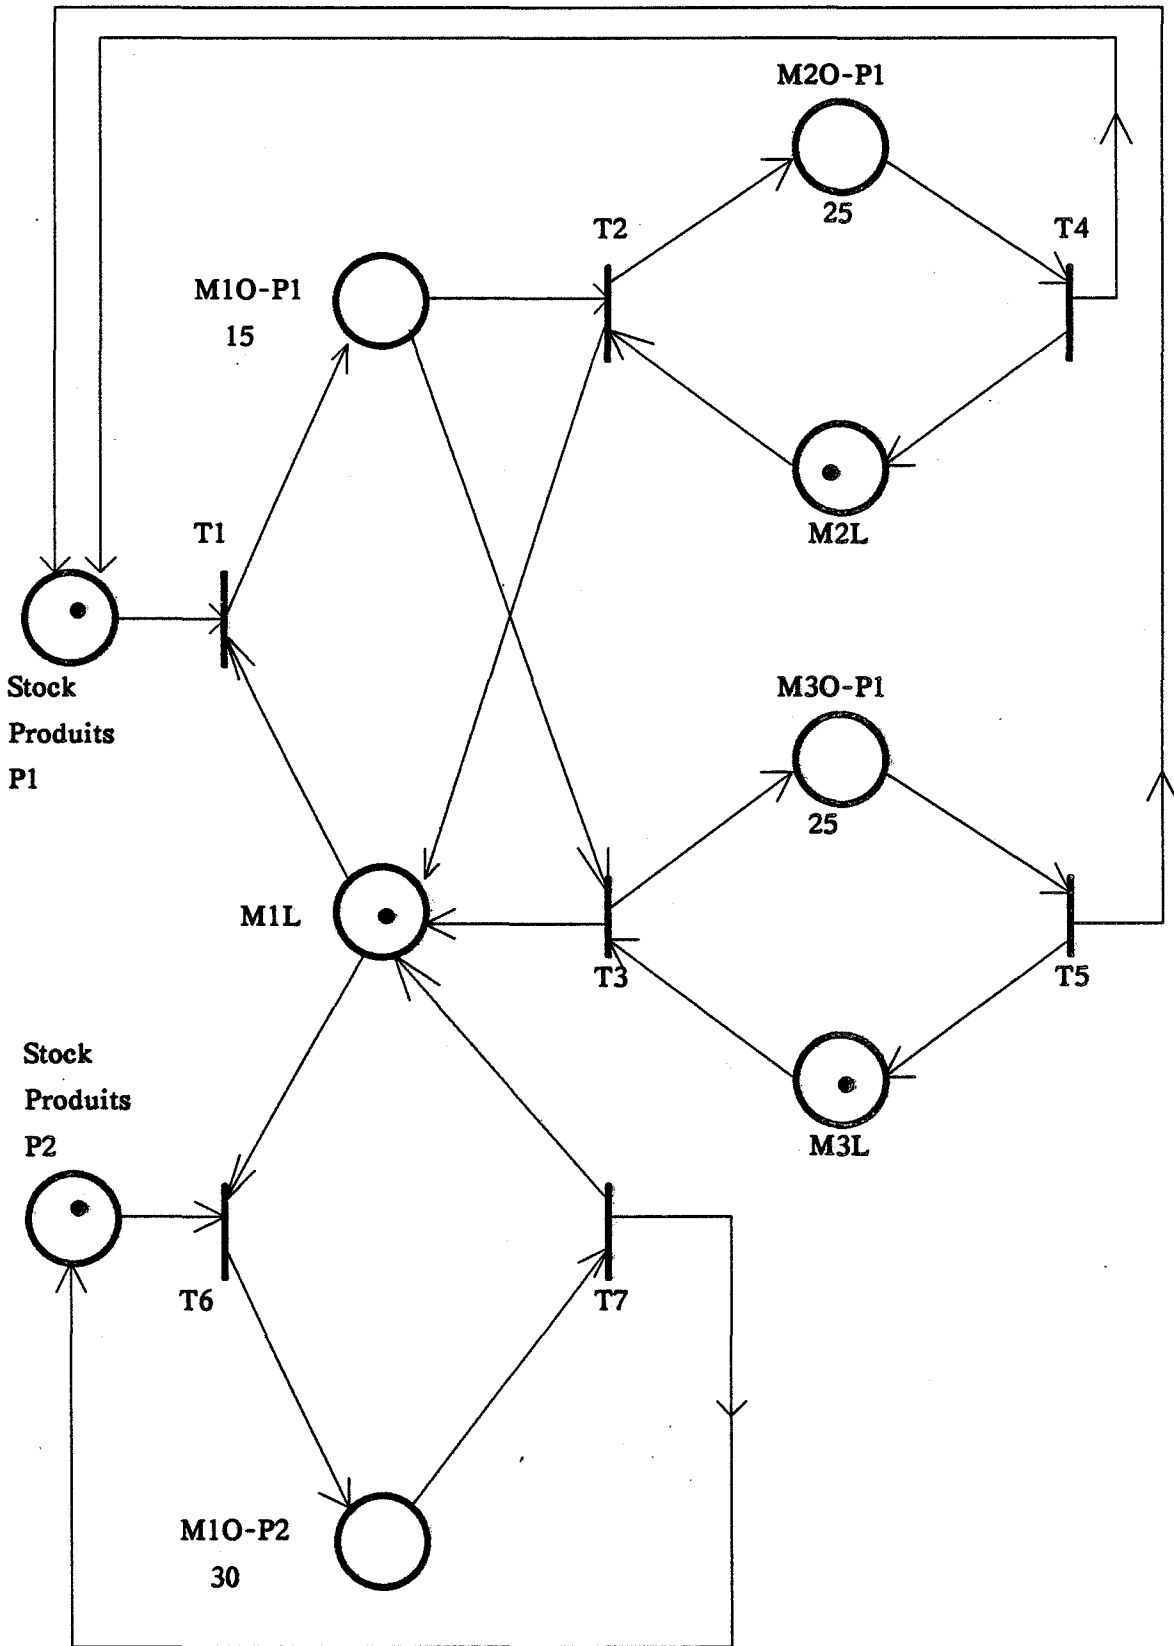 M2O-P1
25
T2
T4
M1O-P1
15
M2L
T1
Stock
Produits
P1
M3O-P1
25
M1L
T3
T5
Stock
Produits
P2
M3L
T6
T7
M1O-P2
30